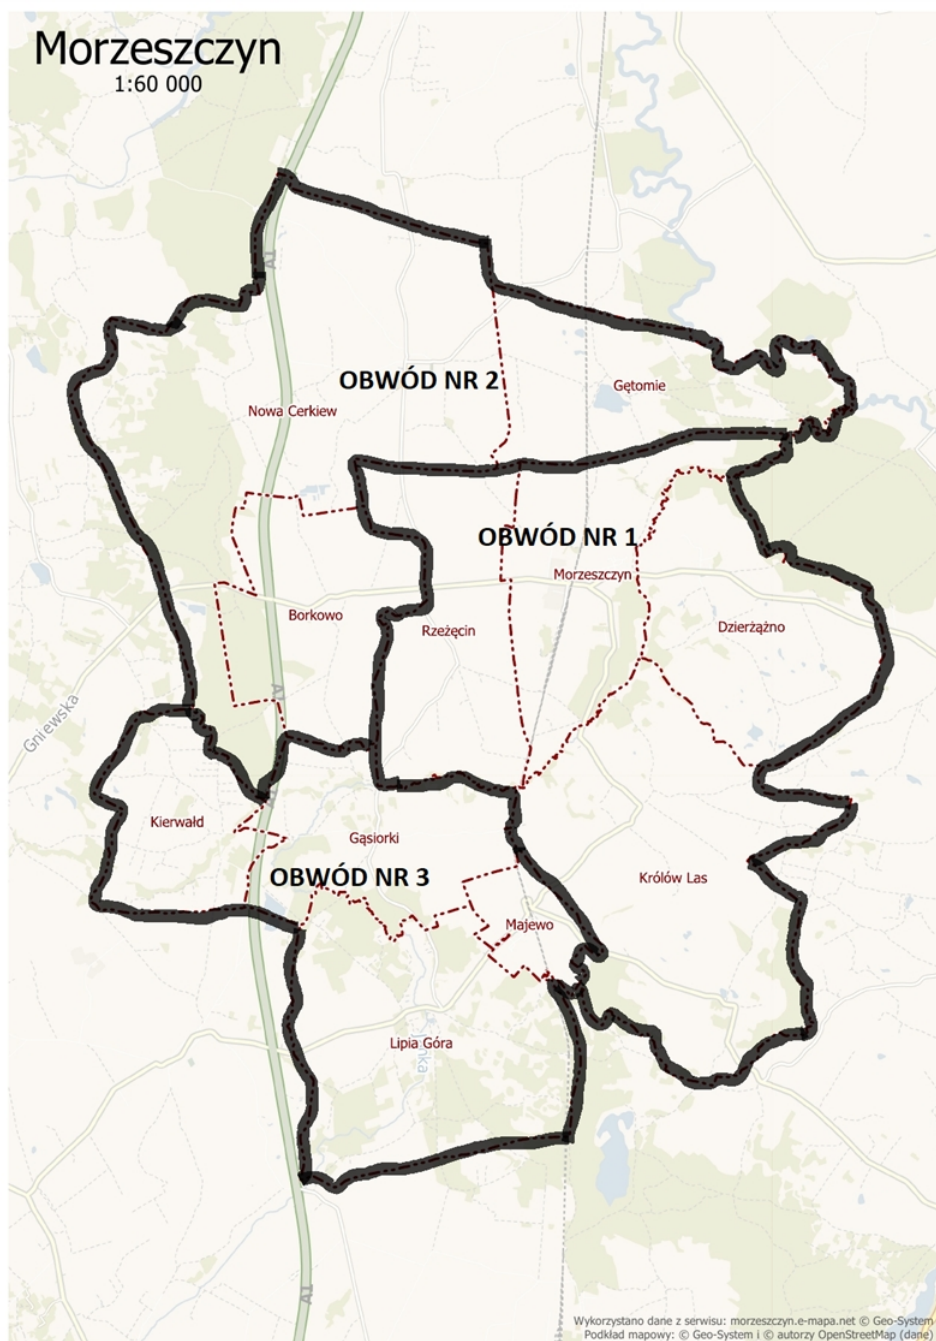 Morzeszczyn
1:60 000
A1
OBWÓD NR 2
Gętomie
Nowa Cerkiew
OBWÓD NR 1
Morzeszczyn
Borkowo
Rzeżęcin
Dzierżążno
A1
Gniewska
Kierwałd
Gąsiorki
OBWÓD NR 3
Królów Las
Majewo
Lipia Góra
A1
Wykorzystano dane z serwisu: morzeszczyn.e-mapa.net © Geo-System
Podkład mapowy: © Geo-System i © autorzy OpenStreetMap (dane)